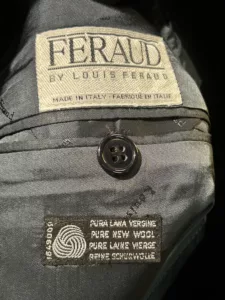 FERAUD
BY LOUIS FERAUD
MADE IN ITALY - FABRIQUE EN ITALIE
PURA LANA VERGINE
PURE NEW WOOL
PURE LAINE VIERGE
REINE SCHURWOLLE